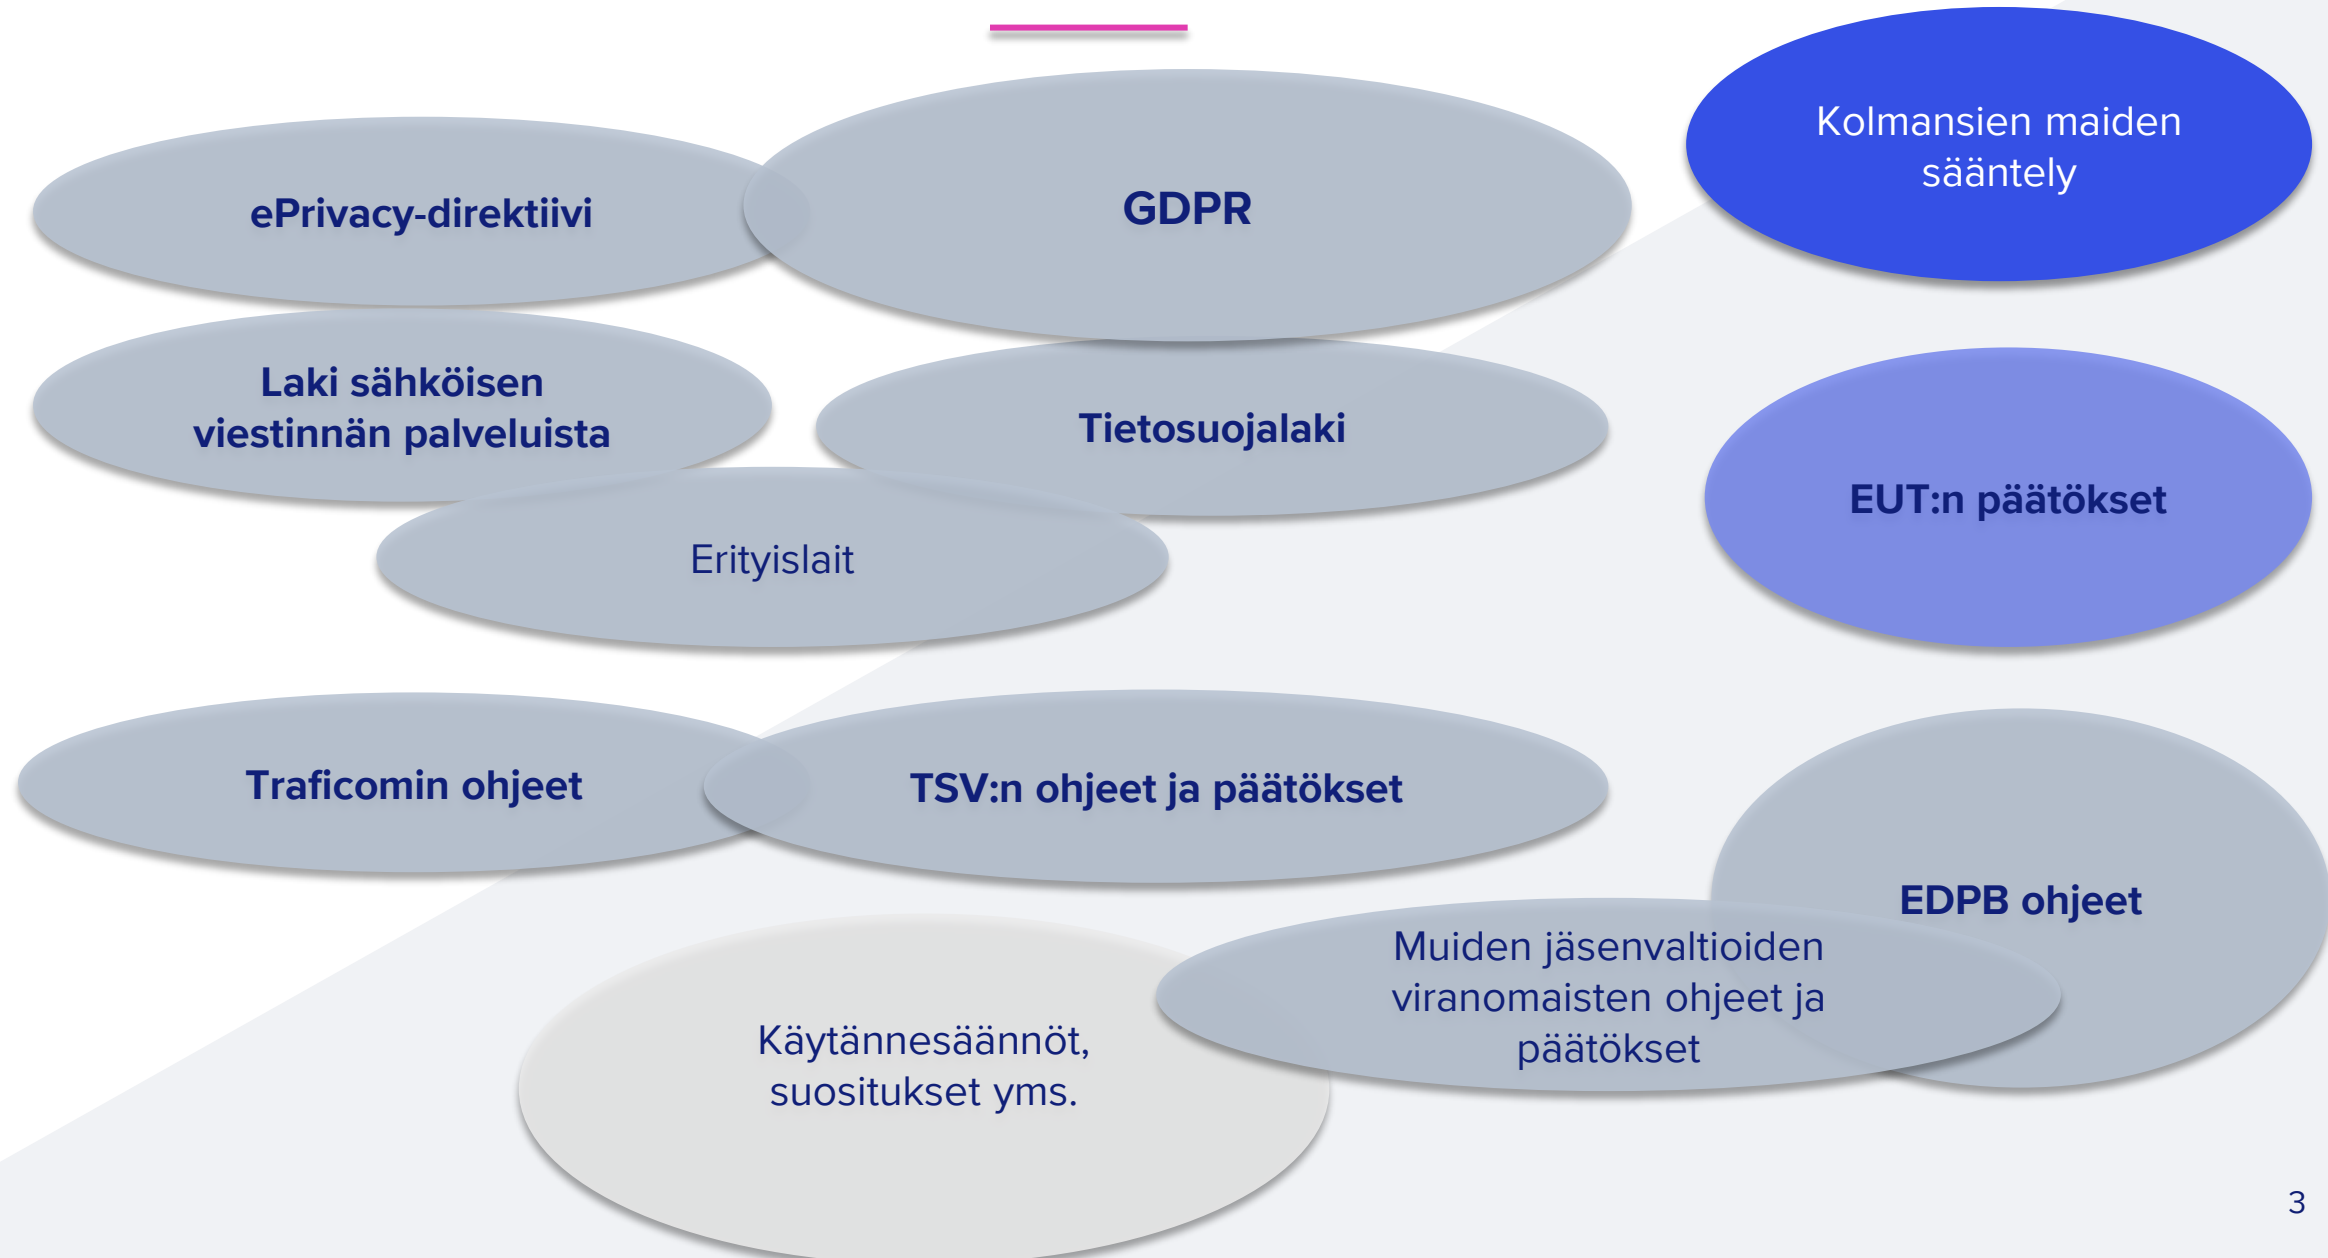 Kolmansien maiden
sääntely
ePrivacy-direktiivi
GDPR
Laki sähköisen
viestinnän palveluista
Tietosuojalaki
EUT:n päätökset
Erityislait
Traficomin ohjeet
TSV:n ohjeet ja päätökset
EDPB ohjeet
Muiden jäsenvaltioiden
viranomaisten ohjeet ja
päätökset
Käytännesäännöt,
suositukset yms.
3